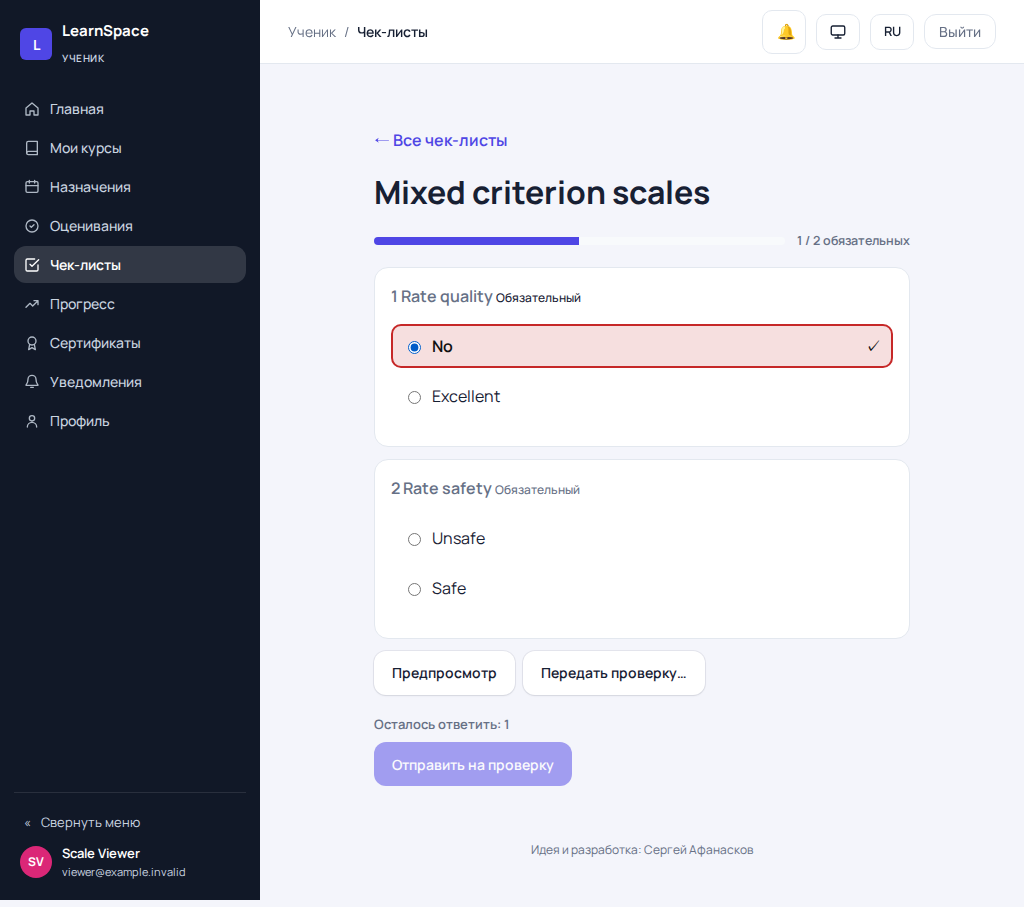 L
LearnSpace
УЧЕНИК
Главная
Мои курсы
Назначения
Оценивания
Чек-листы
Прогресс
Сертификаты
Уведомления
Профиль
« Свернуть меню
SV
Scale Viewer
viewer@example.invalid
Ученик / Чек-листы
RU
Выйти
← Все чек-листы
Mixed criterion scales
1 / 2 обязательных
1 Rate quality Обязательный
No ✓
Excellent
2 Rate safety Обязательный
Unsafe
Safe
Предпросмотр
Передать проверку…
Осталось ответить: 1
Отправить на проверку
Идея и разработка: Сергей Афанасков